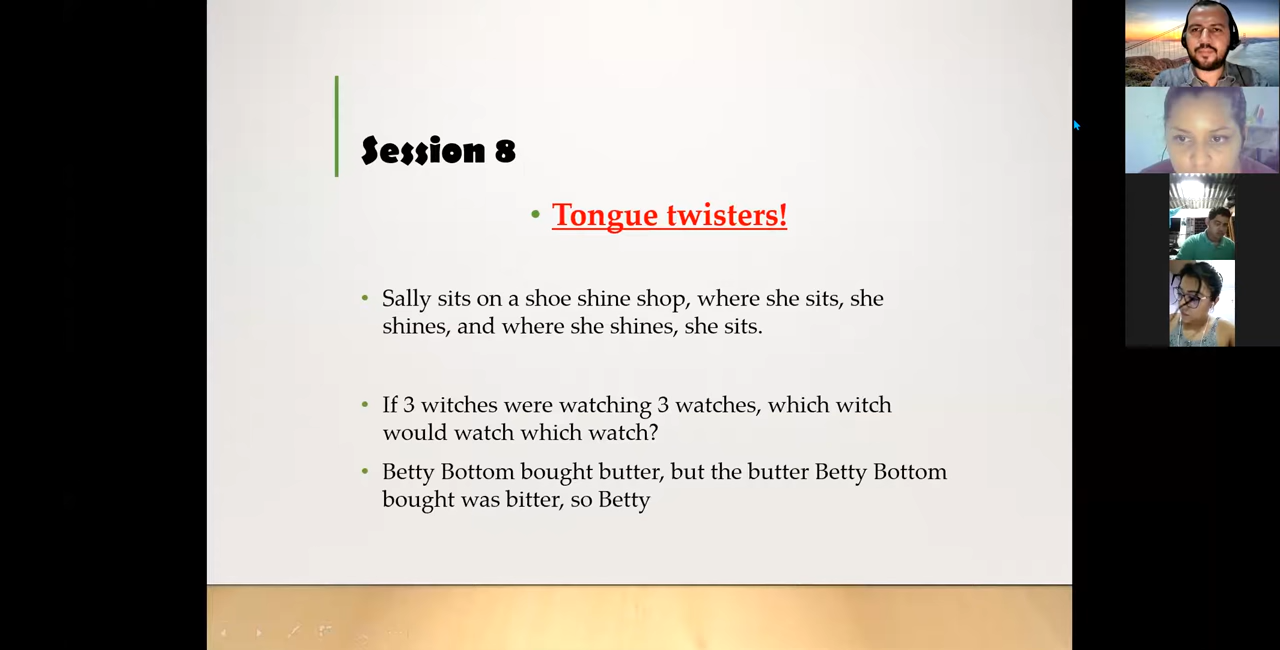 Session 8
Tongue twisters!
Sally sits on a shoe shine shop, where she sits, she
shines, and where she shines, she sits.
If 3 witches were watching 3 watches, which witch
would watch which watch?
Betty Bottom bought butter, but the butter Betty Bottom
bought was bitter, so Betty